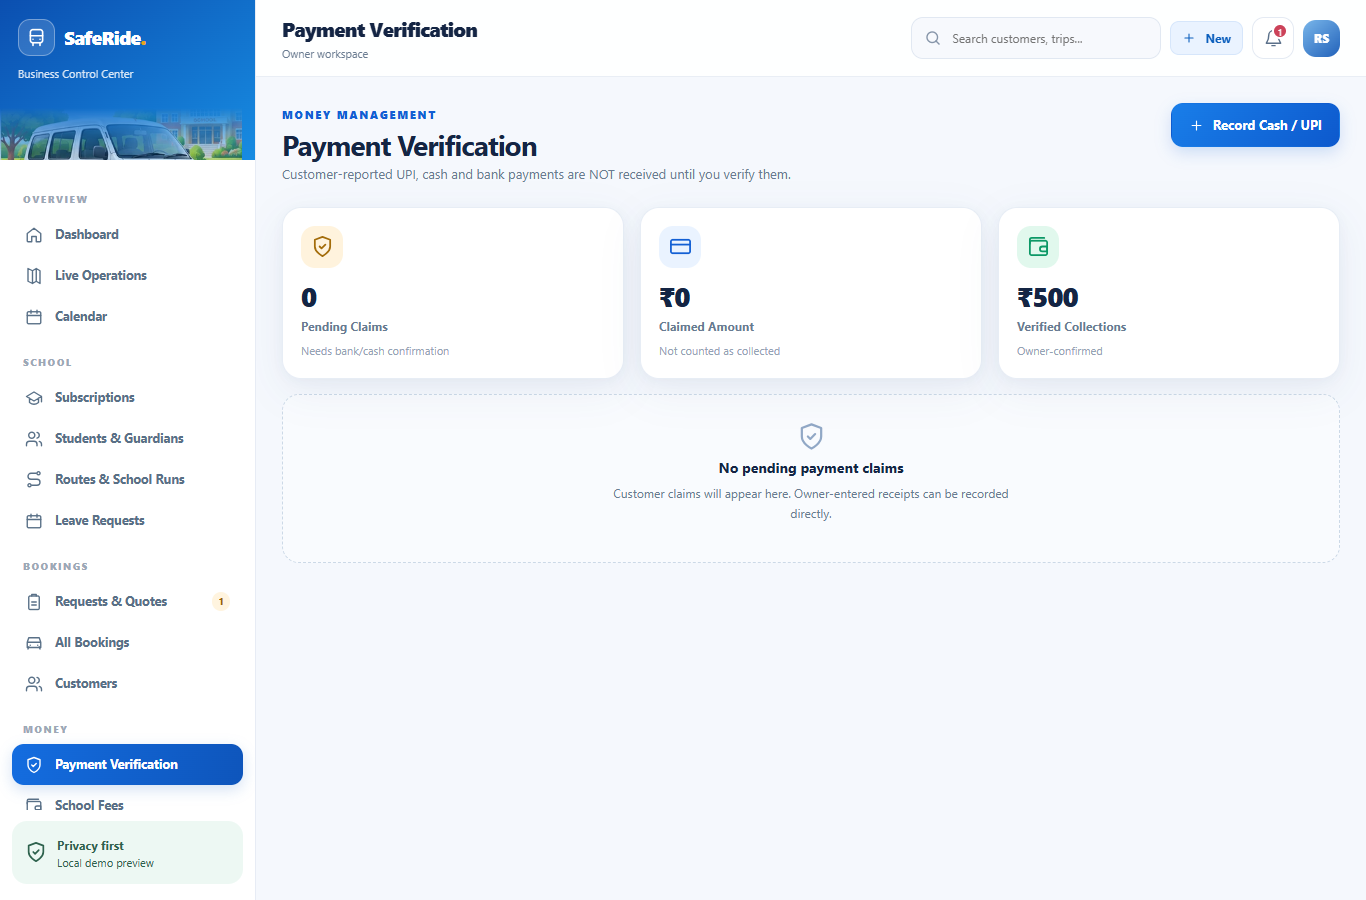 SafeRide.
Business Control Center
OVERVIEW
Dashboard
Live Operations
Calendar
SCHOOL
Subscriptions
Students & Guardians
Routes & School Runs
Leave Requests
BOOKINGS
Requests & Quotes 1
All Bookings
Customers
MONEY
Payment Verification
School Fees
Privacy first
Local demo preview
Payment Verification
Owner workspace
Search customers, trips...
+ New
1
RS
MONEY MANAGEMENT
Payment Verification
Customer-reported UPI, cash and bank payments are NOT received until you verify them.
+ Record Cash / UPI
0
Pending Claims
Needs bank/cash confirmation
₹0
Claimed Amount
Not counted as collected
₹500
Verified Collections
Owner-confirmed
No pending payment claims
Customer claims will appear here. Owner-entered receipts can be recorded
directly.